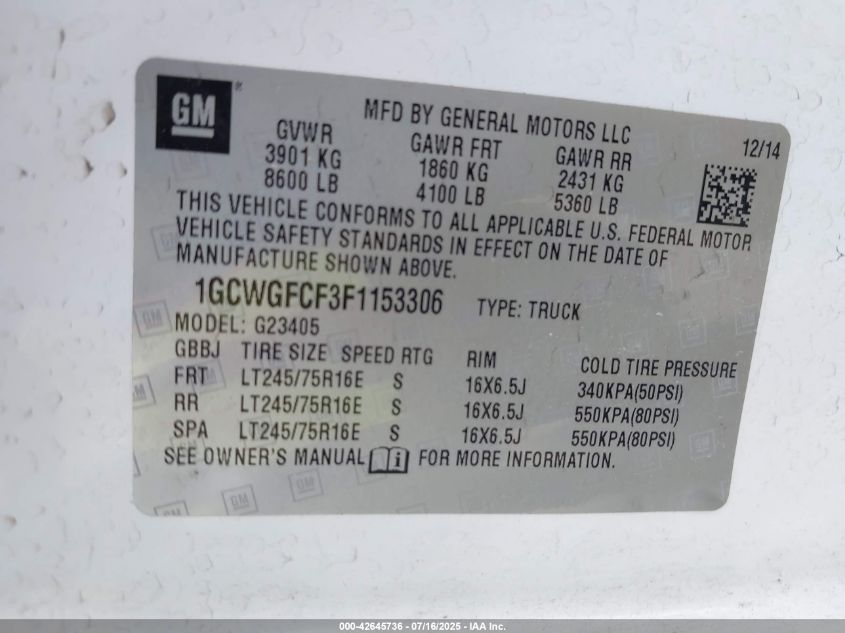 GM®
MFD BY GENERAL MOTORS LLC
12/14
GVWR GAWR FRT GAWR RR
3901 KG 1860 KG 2431 KG
8600 LB 4100 LB 5360 LB
THIS VEHICLE CONFORMS TO ALL APPLICABLE U.S. FEDERAL MOTOR
VEHICLE SAFETY STANDARDS IN EFFECT ON THE DATE OF
MANUFACTURE SHOWN ABOVE.
1GCWGFCF3F1153306 TYPE: TRUCK
MODEL: G23405
GBBJ TIRE SIZE SPEED RTG RIM COLD TIRE PRESSURE
FRT LT245/75R16E S 16X6.5J 340KPA(50PSI)
RR LT245/75R16E S 16X6.5J 550KPA(80PSI)
SPA LT245/75R16E S 16X6.5J 550KPA(80PSI)
SEE OWNER'S MANUAL i FOR MORE INFORMATION.
000-42645736 - 07/16/2025 - IAA Inc.